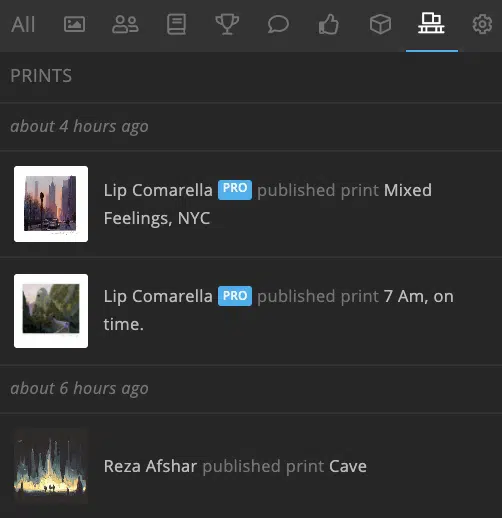 All
PRINTS
about 4 hours ago
Lip Comarella PRO published print Mixed
Feelings, NYC
Lip Comarella PRO published print 7 Am, on
time.
about 6 hours ago
Reza Afshar published print Cave